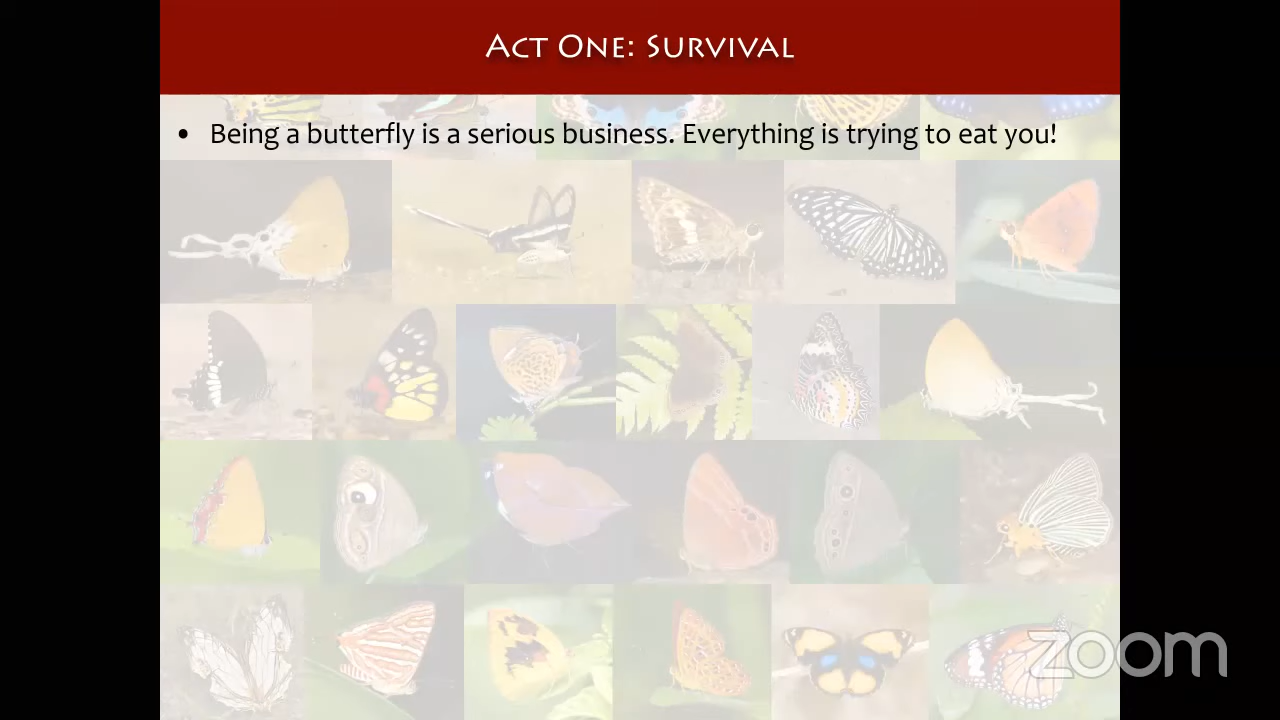 Act One: Survival
• Being a butterfly is a serious business. Everything is trying to eat you!
zoom